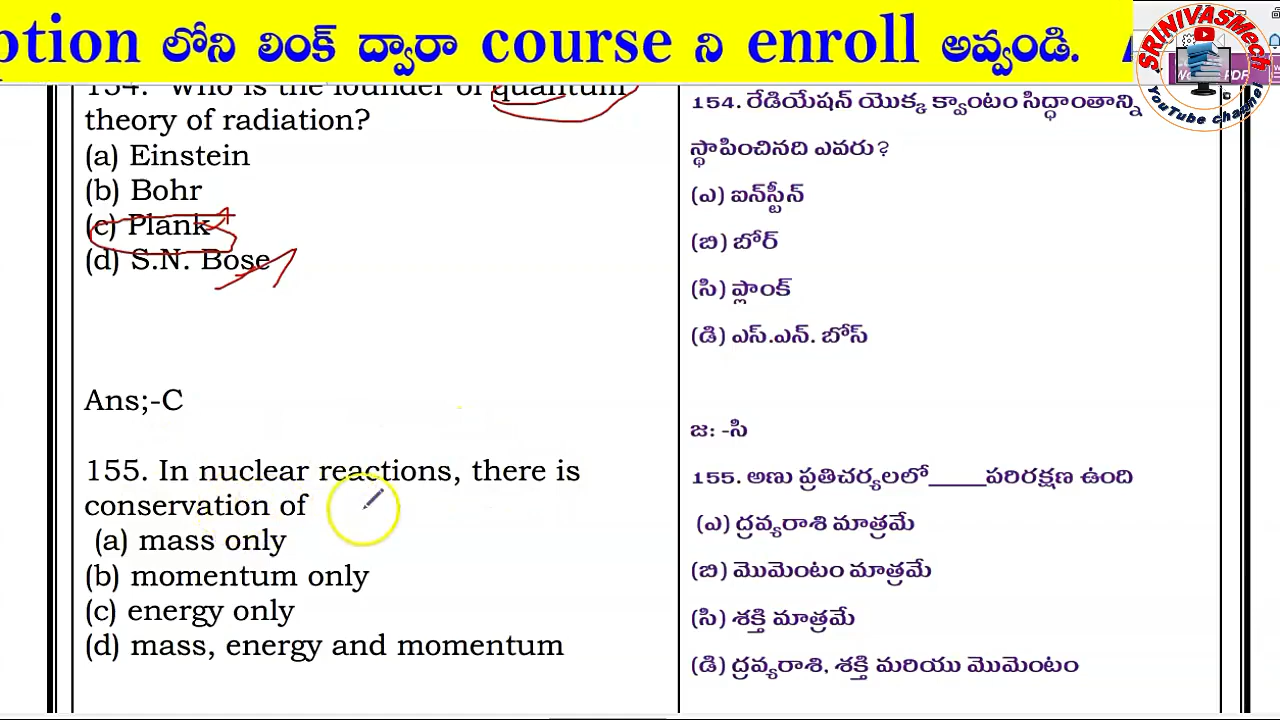 ption లోని లింక్ ద్వారా course ని enroll అవ్వండి.
SRINIVASMech
YouTube channel
154. Who is the founder of quantum
theory of radiation?
(a) Einstein
(b) Bohr
(c) Plank
(d) S.N. Bose
Ans;-C
155. In nuclear reactions, there is
conservation of
(a) mass only
(b) momentum only
(c) energy only
(d) mass, energy and momentum
154. రేడియేషన్ యొక్క క్వాంటం సిద్ధాంతాన్ని
స్థాపించినది ఎవరు?
(ఎ) ఐన్‌స్టీన్
(బి) బోర్
(సి) ప్లాంక్
(డి) ఎస్.ఎన్. బోస్
జ: -సి
155. అణు ప్రతిచర్యలలో_____పరిరక్షణ ఉంది
(ఎ) ద్రవ్యరాశి మాత్రమే
(బి) మొమెంటం మాత్రమే
(సి) శక్తి మాత్రమే
(డి) ద్రవ్యరాశి, శక్తి మరియు మొమెంటం